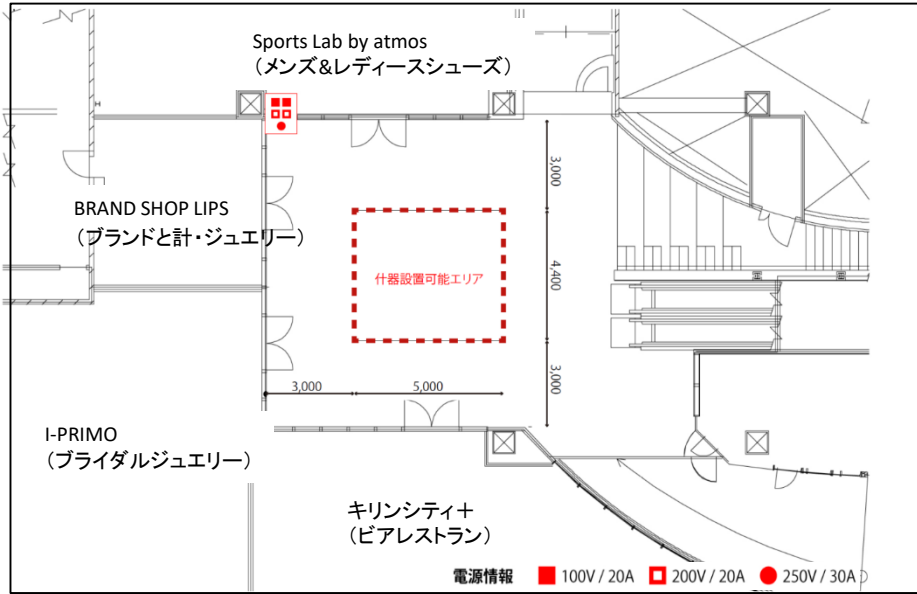 Sports Lab by atmos
（メンズ&レディースシューズ）
BRAND SHOP LIPS
（ブランドと計・ジュエリー）
什器設置可能エリア
3,000
4,400
3,000
3,000
5,000
I-PRIMO
（ブライダルジュエリー）
キリンシティ＋
（ビアレストラン）
電源情報 100V / 20A 200V / 20A 250V / 30A